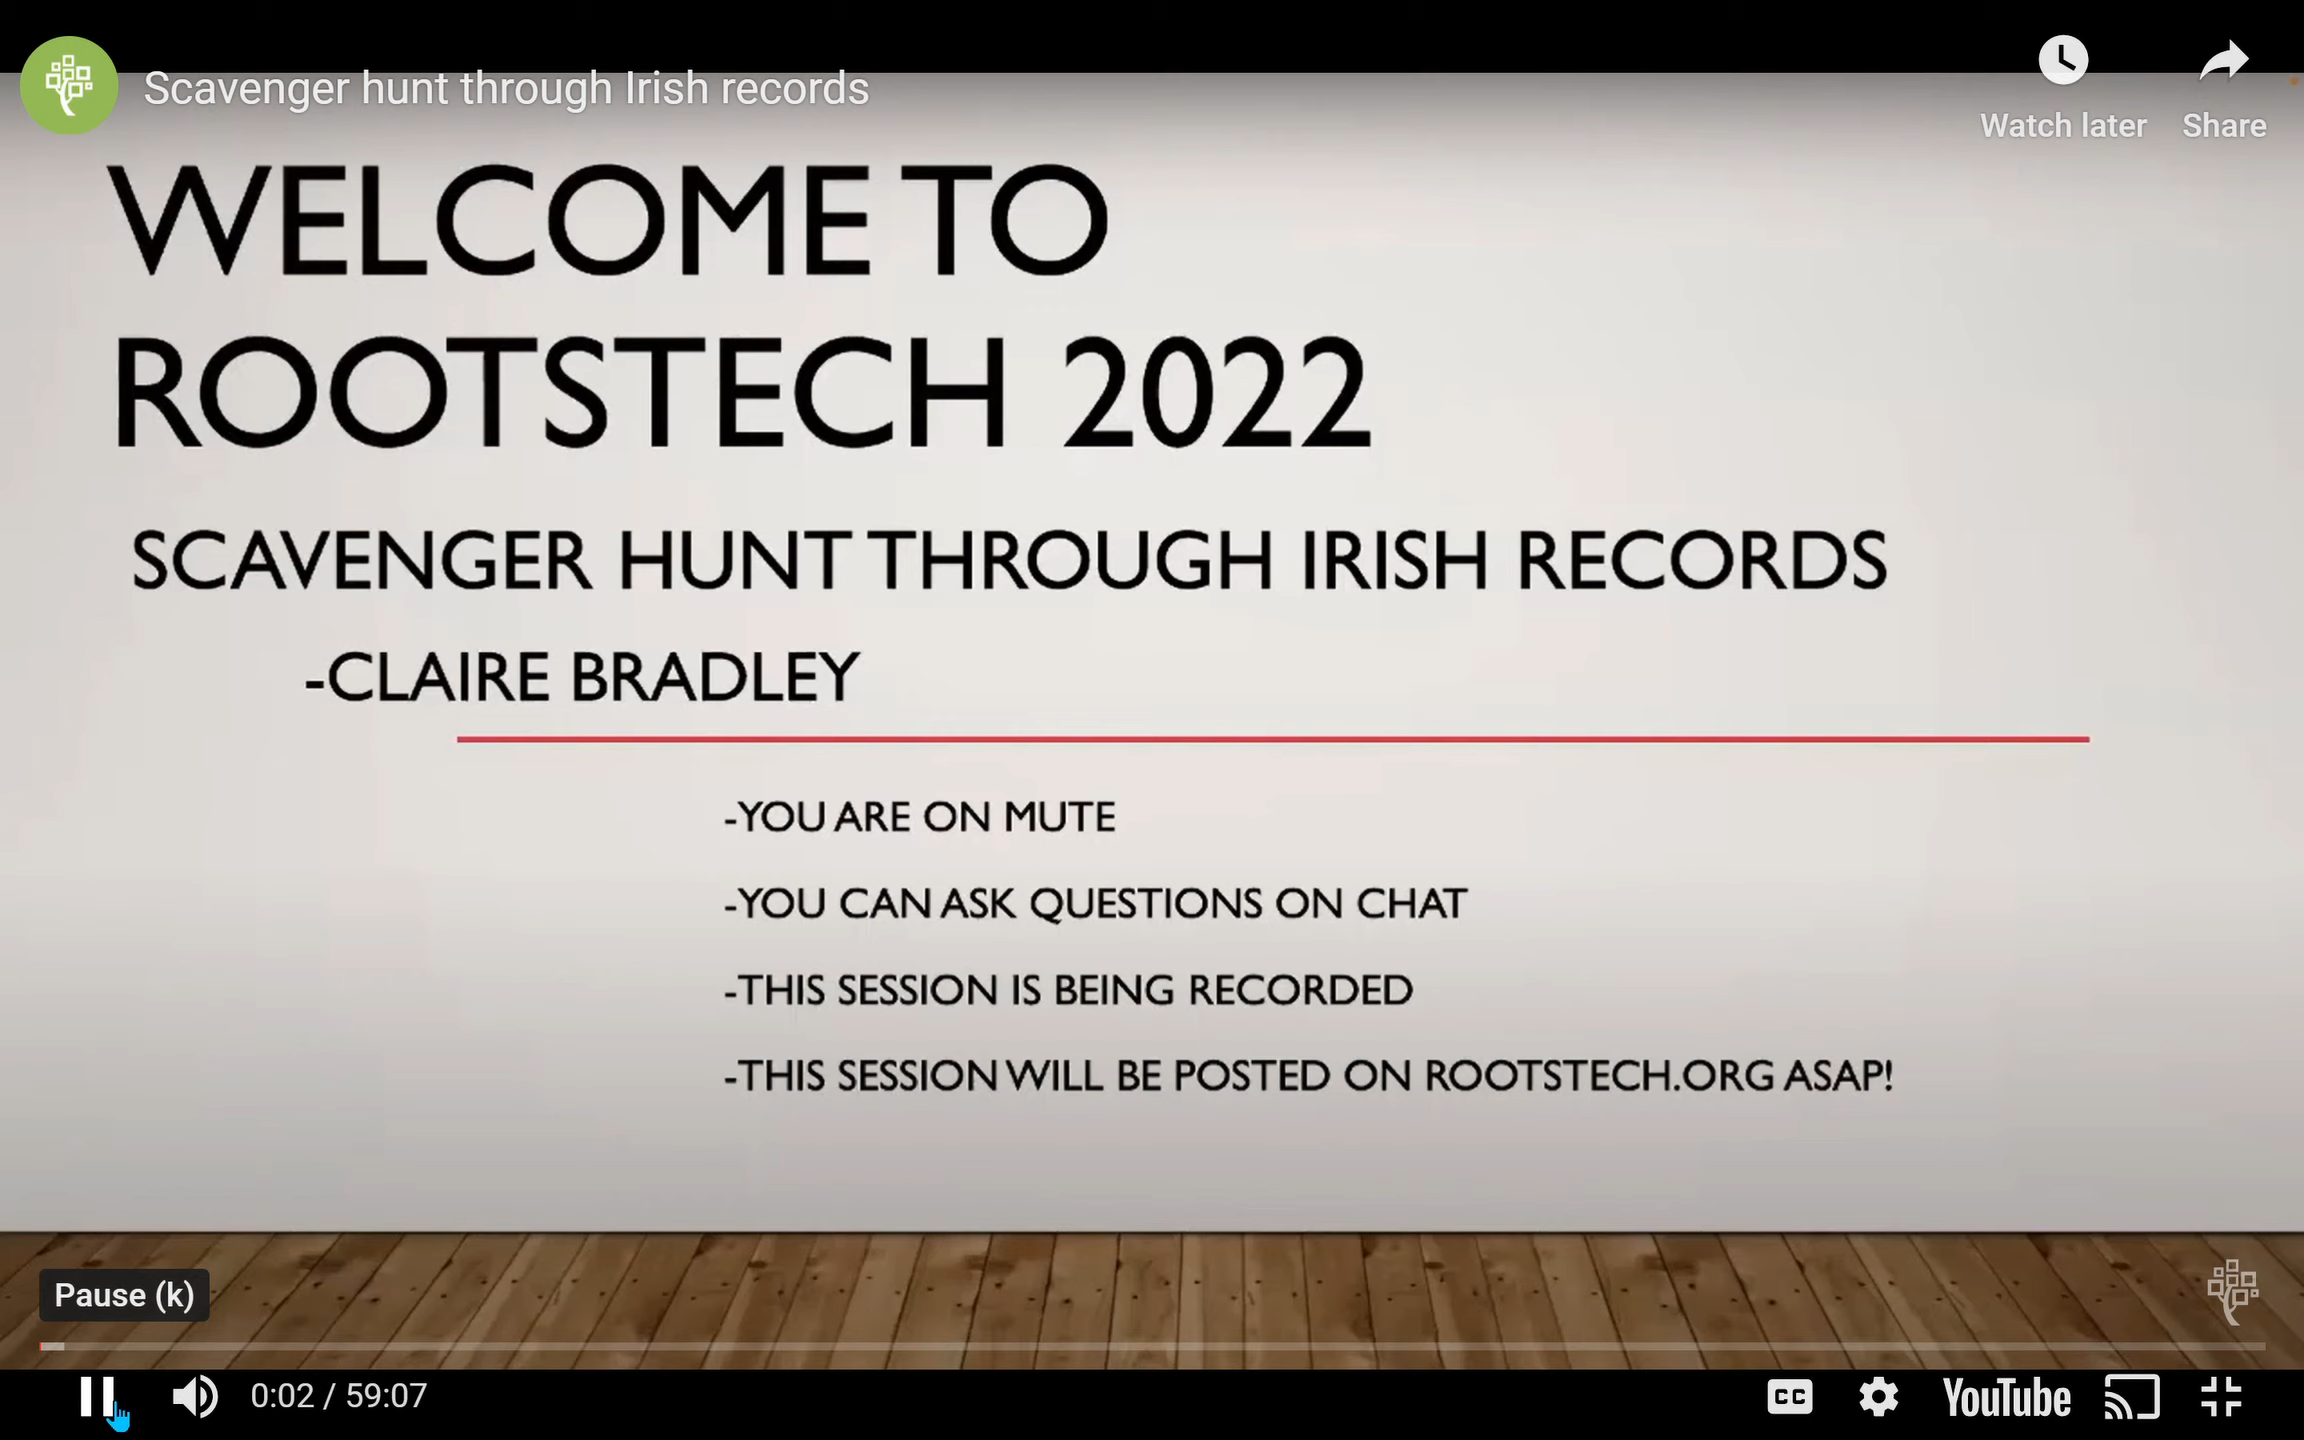 Scavenger hunt through Irish records
Watch later
Share
WELCOME TO
ROOTSTECH 2022
SCAVENGER HUNT THROUGH IRISH RECORDS
-CLAIRE BRADLEY
-YOU ARE ON MUTE
-YOU CAN ASK QUESTIONS ON CHAT
-THIS SESSION IS BEING RECORDED
-THIS SESSION WILL BE POSTED ON ROOTSTECH.ORG ASAP!
Pause (k)
0:02 / 59:07
CC
YouTube